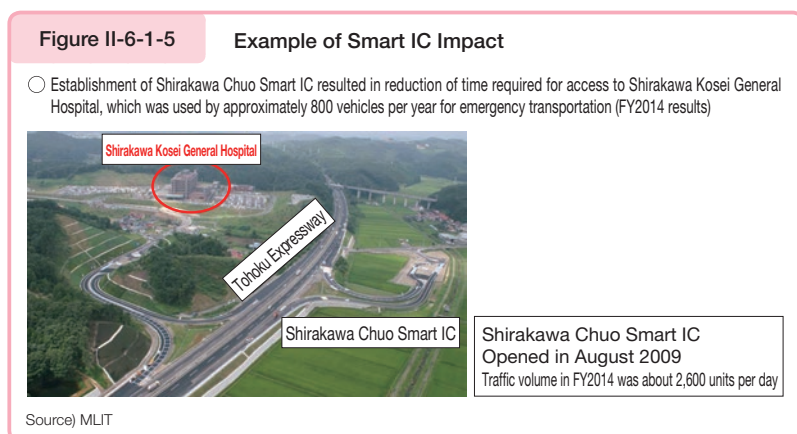 Figure II-6-1-5
Example of Smart IC Impact
○ Establishment of Shirakawa Chuo Smart IC resulted in reduction of time required for access to Shirakawa Kosei General
Hospital, which was used by approximately 800 vehicles per year for emergency transportation (FY2014 results)
Shirakawa Kosei General Hospital
Tohoku Expressway
Shirakawa Chuo Smart IC
Shirakawa Chuo Smart IC
Opened in August 2009
Traffic volume in FY2014 was about 2,600 units per day
Source) MLIT